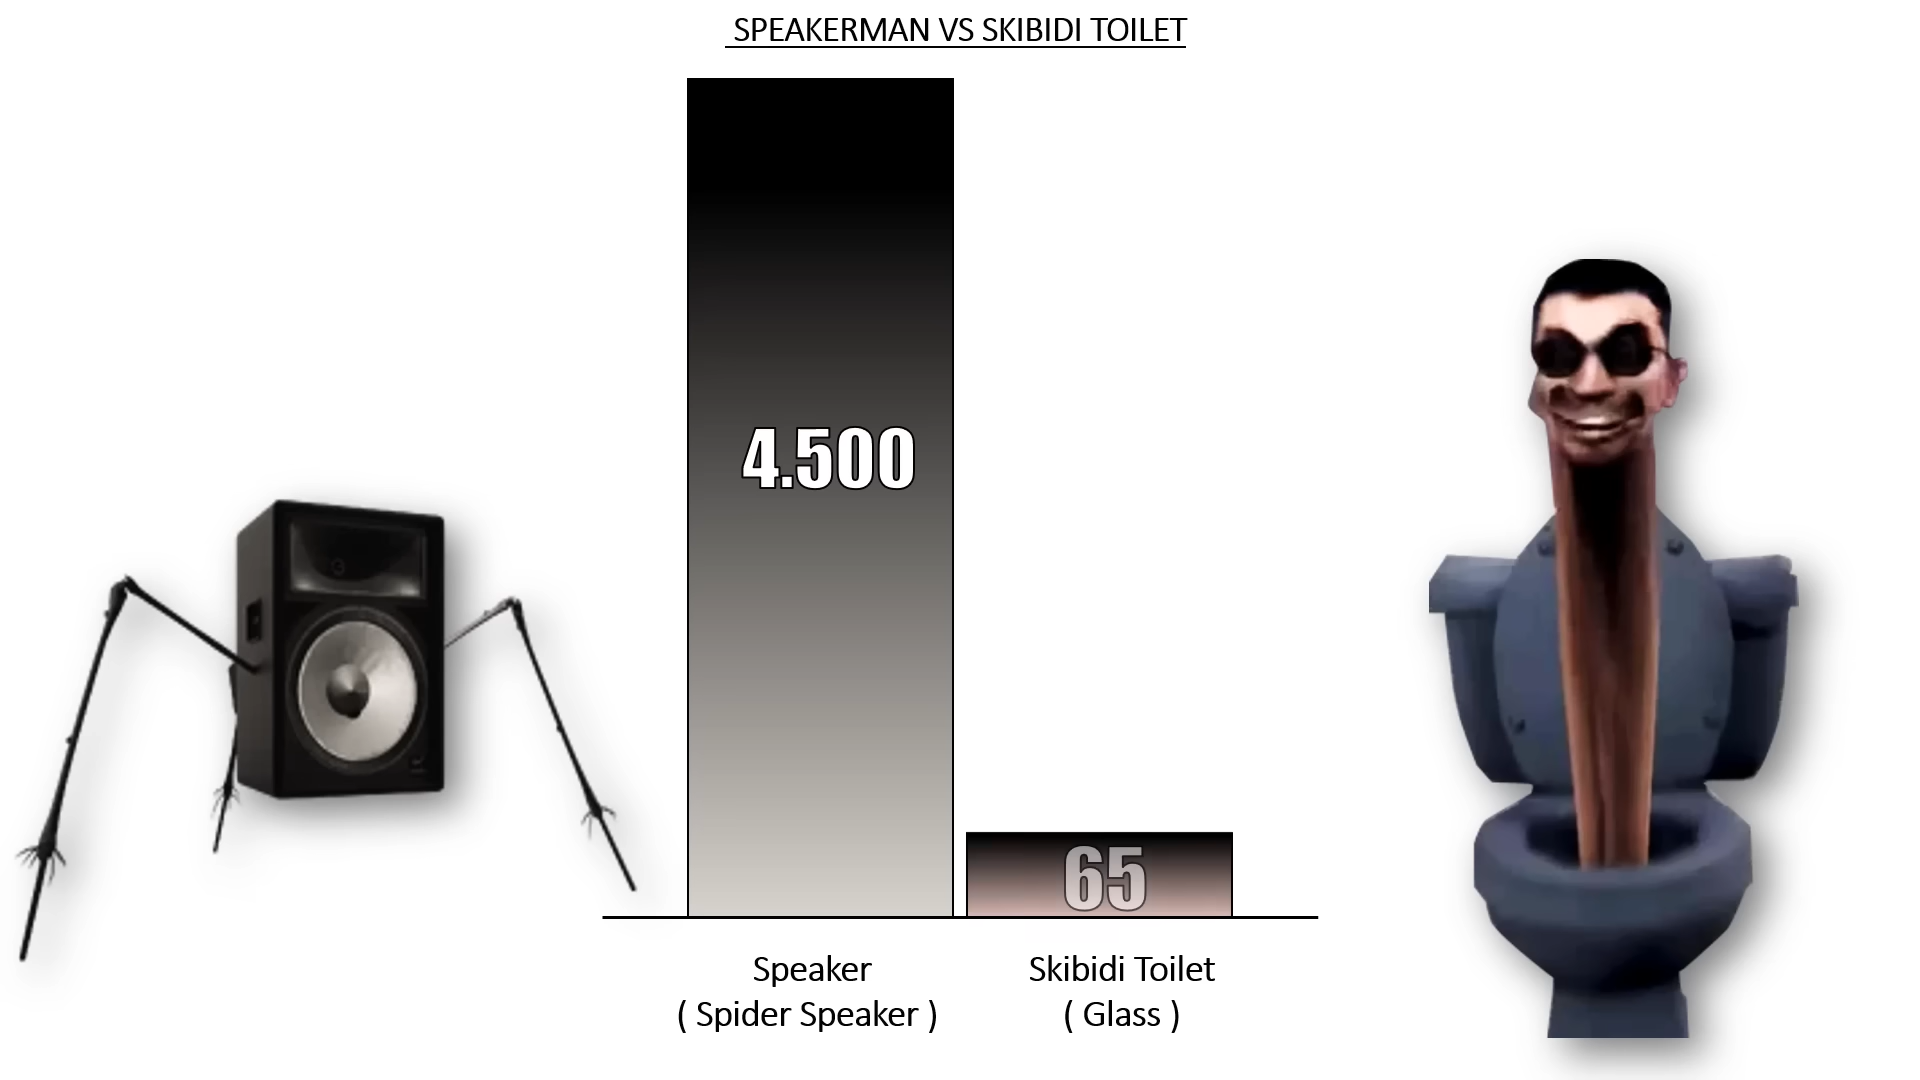 SPEAKERMAN VS SKIBIDI TOILET
4.500
65
Speaker
( Spider Speaker )
Skibidi Toilet
( Glass )